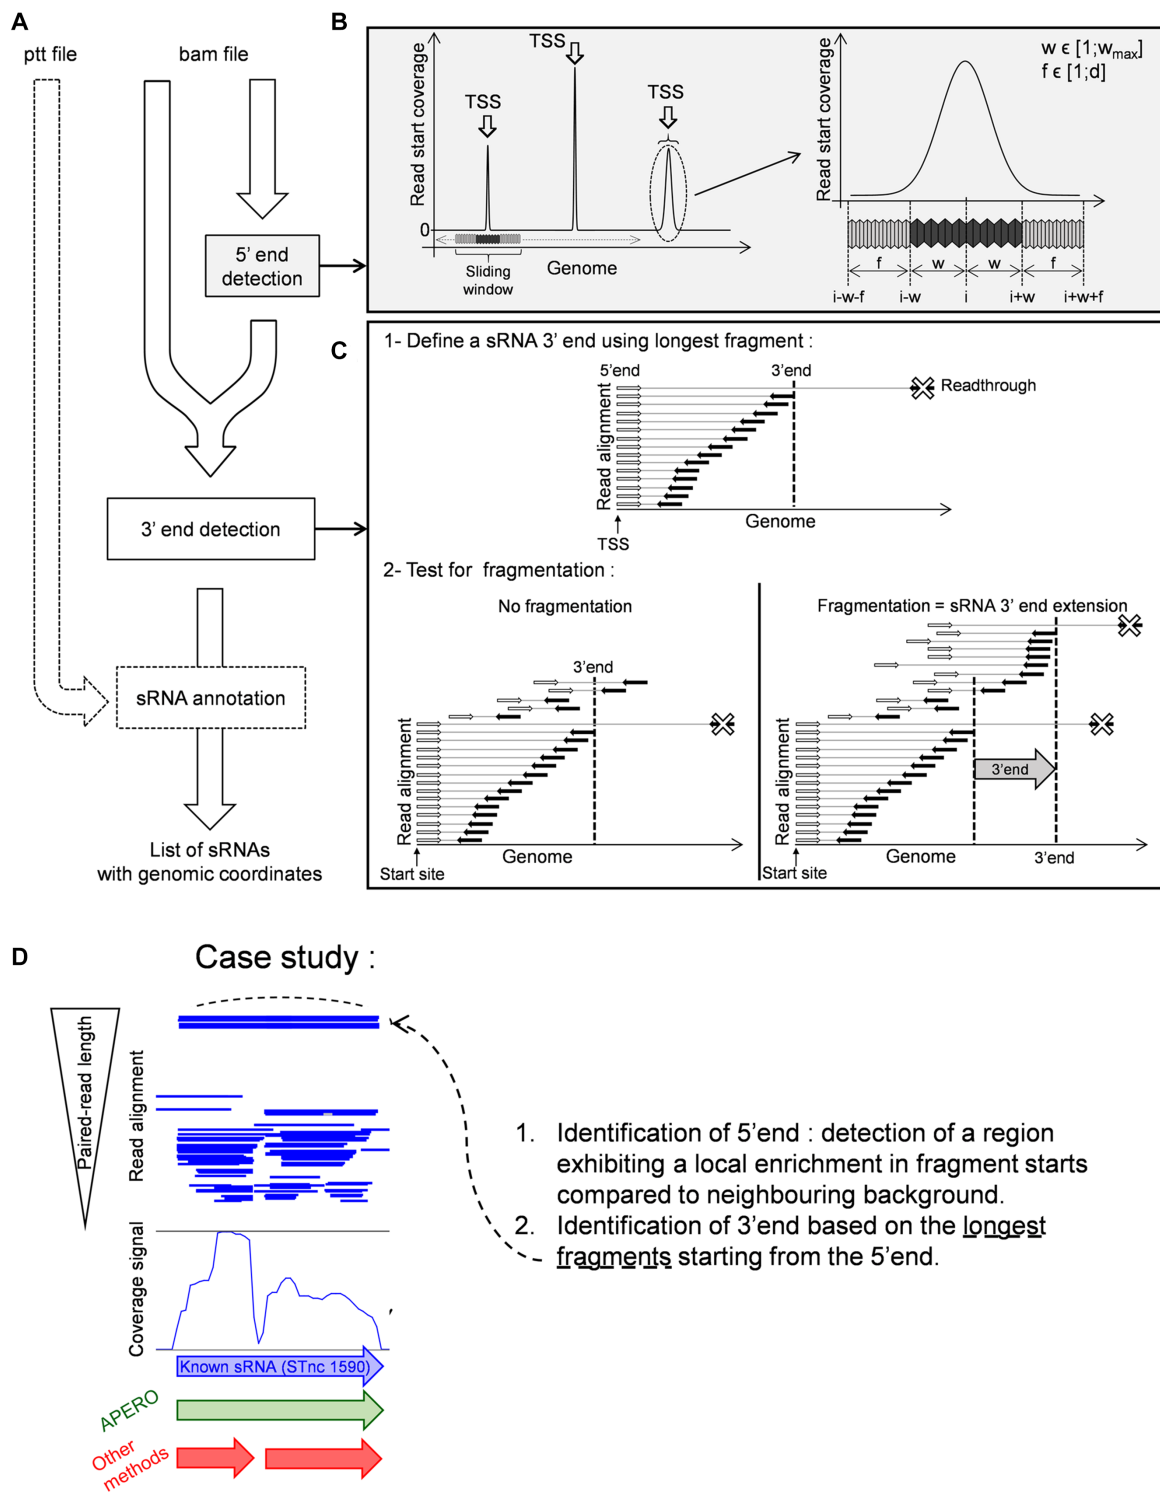 A
ptt file
bam file
5' end
detection
3' end detection
sRNA annotation
List of sRNAs
with genomic coordinates
B
Read start coverage
TSS
TSS
TSS
0
Sliding
window
Genome
Read start coverage
w ϵ [1;wmax]
f ϵ [1;d]
f
w
w
f
i-w-f
i-w
i
i+w
i+w+f
C
1- Define a sRNA 3' end using longest fragment :
5'end
3'end
Readthrough
Read alignment
Genome
TSS
2- Test for fragmentation :
No fragmentation
3'end
Read alignment
Genome
Start site
Fragmentation = sRNA 3' end extension
Read alignment
3'end
Genome
3'end
Start site
D
Case study :
Paired-read length
Read alignment
Coverage signal
1. Identification of 5'end : detection of a region
exhibiting a local enrichment in fragment starts
compared to neighbouring background.
2. Identification of 3'end based on the longest
fragments starting from the 5'end.
Known sRNA (STnc 1590)
APERO
Other
methods